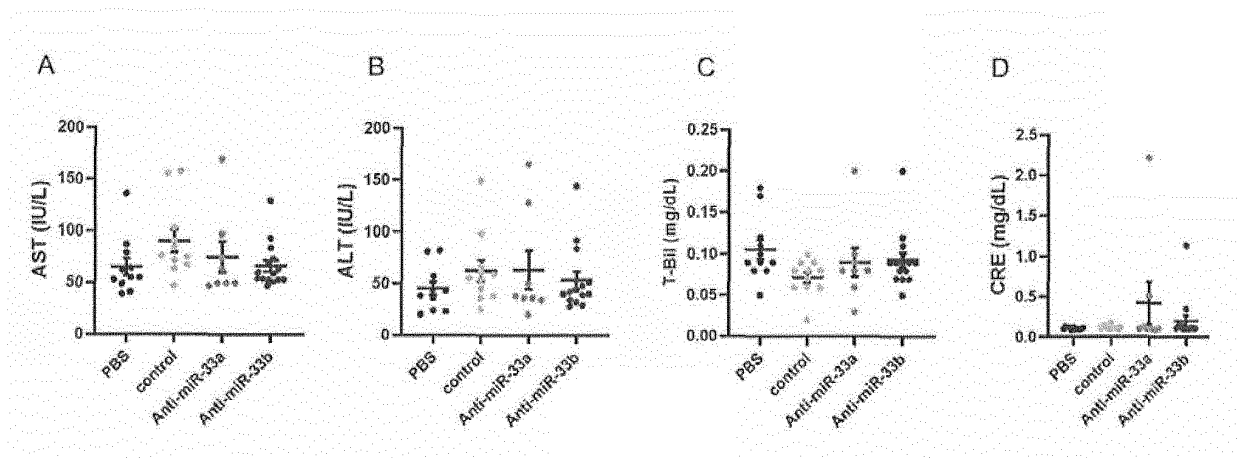 A
B
C
D
AST (IU/L)
200
150
100
50
0
PBS
control
Anti-miR-33a
Anti-miR-33b
ALT (IU/L)
200
150
100
50
0
PBS
control
Anti-miR-33a
Anti-miR-33b
T-Bil (mg/dL)
0.25
0.20
0.15
0.10
0.05
0.00
PBS
control
Anti-miR-33a
Anti-miR-33b
CRE (mg/dL)
2.5
2.0
1.5
1.0
0.5
0.0
PBS
control
Anti-miR-33a
Anti-miR-33b